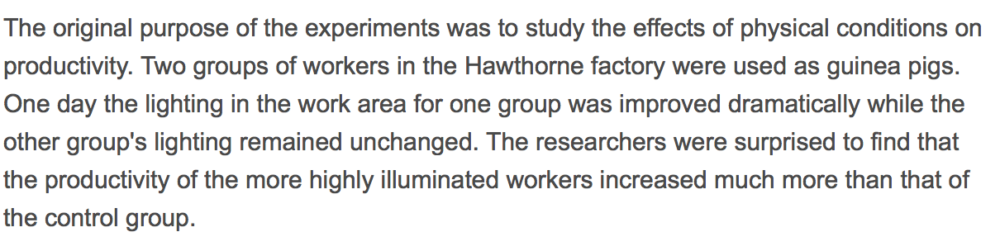 The original purpose of the experiments was to study the effects of physical conditions on
productivity. Two groups of workers in the Hawthorne factory were used as guinea pigs.
One day the lighting in the work area for one group was improved dramatically while the
other group's lighting remained unchanged. The researchers were surprised to find that
the productivity of the more highly illuminated workers increased much more than that of
the control group.